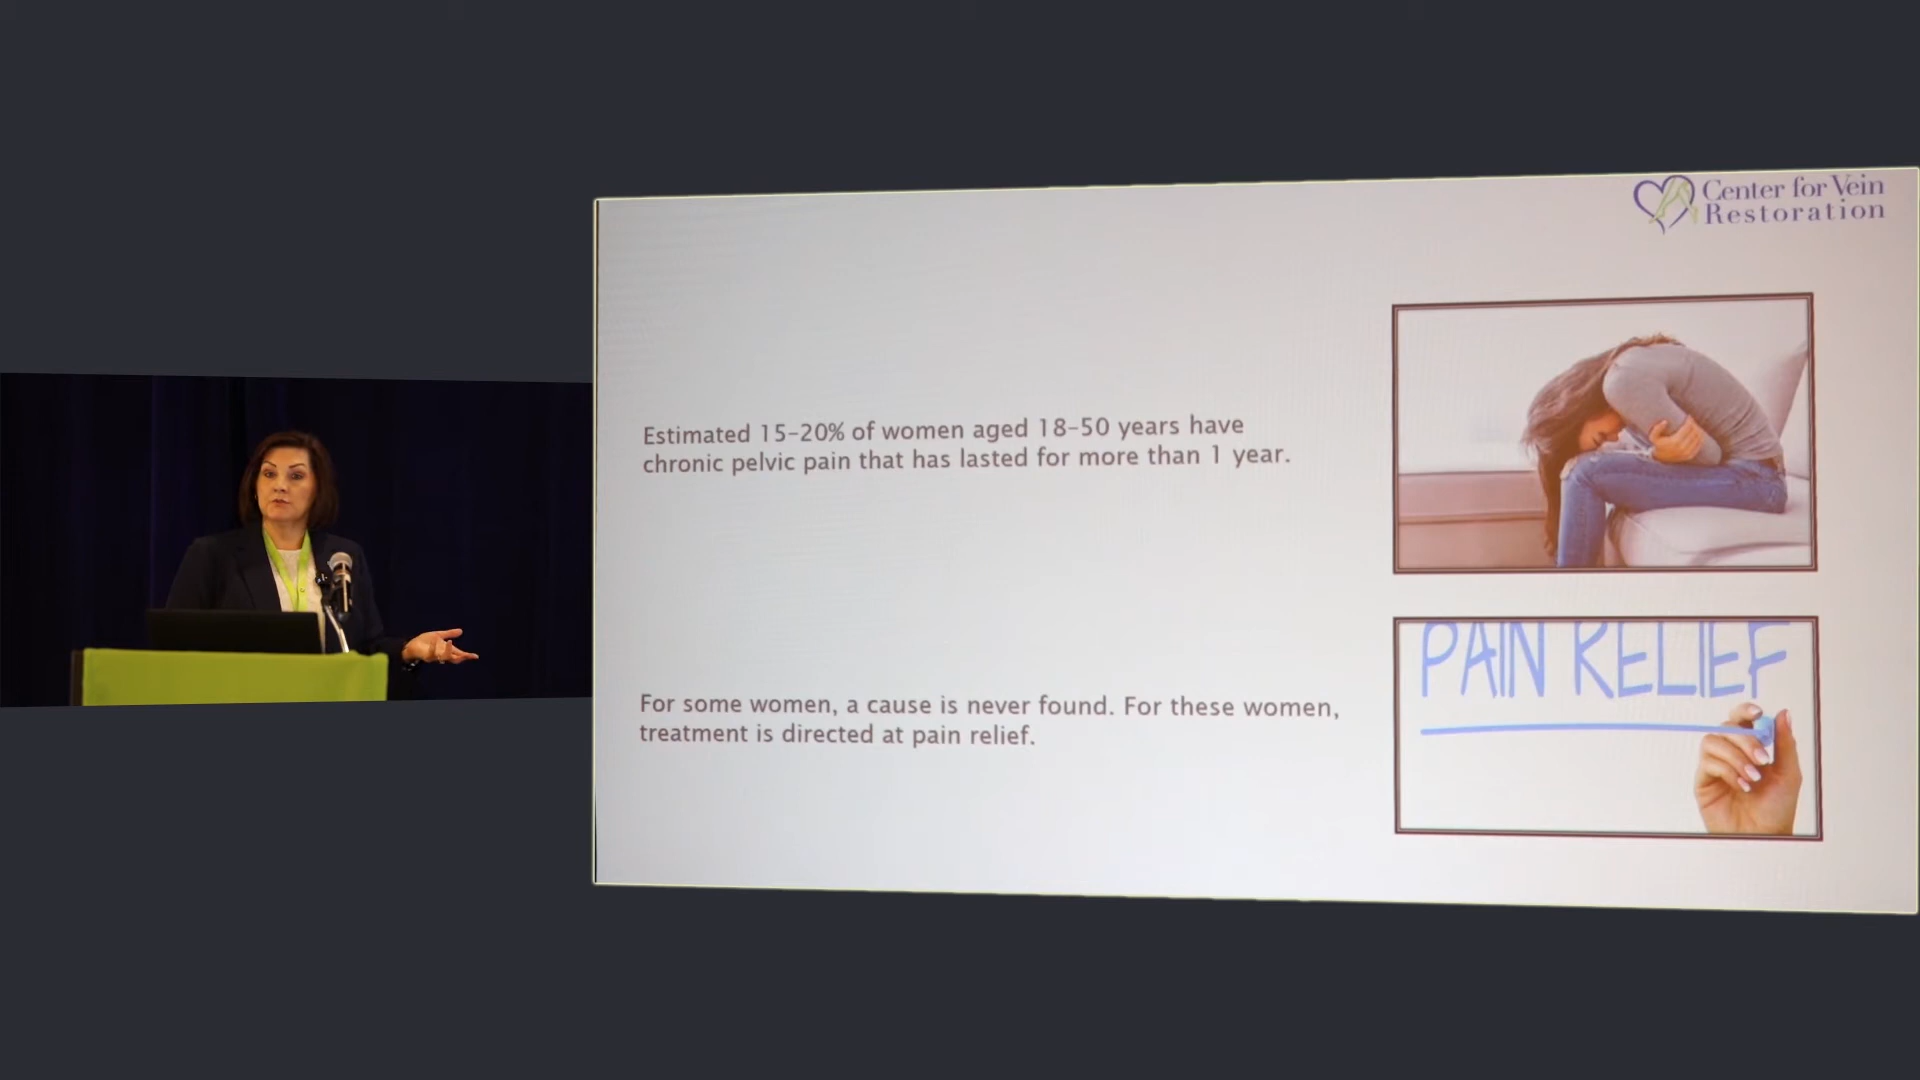 Center for Vein
Restoration
Estimated 15-20% of women aged 18-50 years have
chronic pelvic pain that has lasted for more than 1 year.
PAIN RELIEF
For some women, a cause is never found. For these women,
treatment is directed at pain relief.